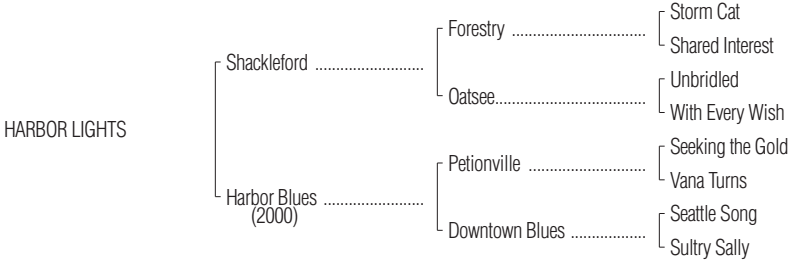 Storm Cat
Forestry ..............................
Shared Interest
Shackleford ........................
Unbridled
Oatsee.................................
With Every Wish
HARBOR LIGHTS
Seeking the Gold
Petionville ..........................
Vana Turns
Harbor Blues ......................
(2000)
Seattle Song
Downtown Blues .................
Sultry Sally